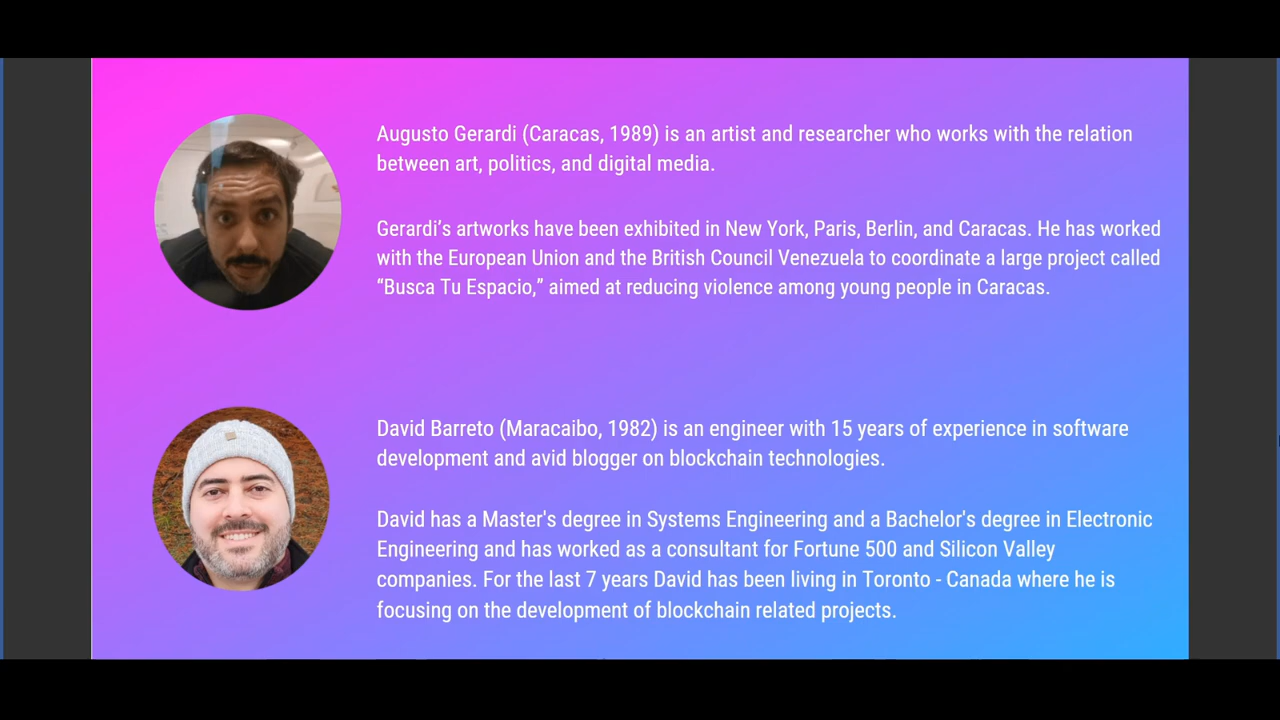 Augusto Gerardi (Caracas, 1989) is an artist and researcher who works with the relation
between art, politics, and digital media.
Gerardi’s artworks have been exhibited in New York, Paris, Berlin, and Caracas. He has worked
with the European Union and the British Council Venezuela to coordinate a large project called
“Busca Tu Espacio,” aimed at reducing violence among young people in Caracas.
David Barreto (Maracaibo, 1982) is an engineer with 15 years of experience in software
development and avid blogger on blockchain technologies.
David has a Master's degree in Systems Engineering and a Bachelor's degree in Electronic
Engineering and has worked as a consultant for Fortune 500 and Silicon Valley
companies. For the last 7 years David has been living in Toronto - Canada where he is
focusing on the development of blockchain related projects.